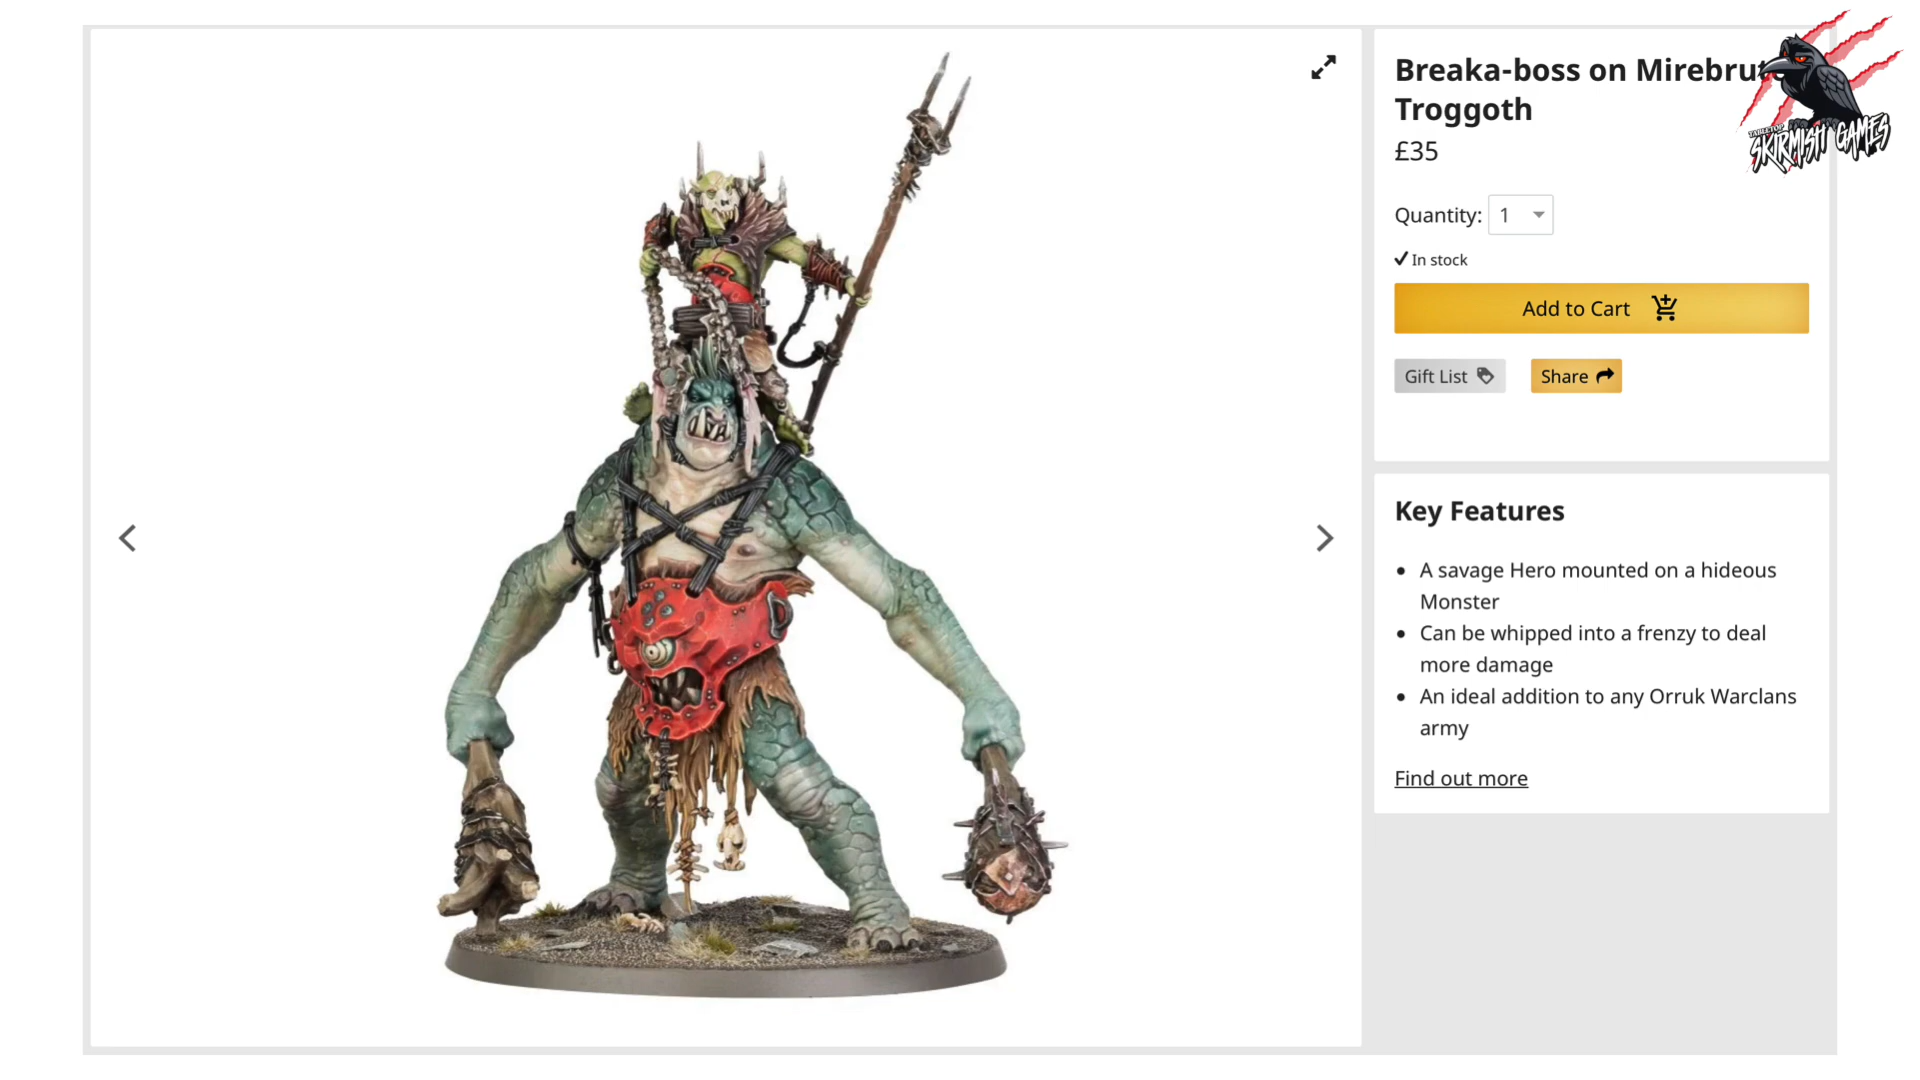 Breaka-boss on Mirebrute
Troggoth
£35
Quantity: 1
In stock
Add to Cart
Gift List
Share
TABLETOP
SKIRMISH GAMES
Key Features
A savage Hero mounted on a hideous
Monster
Can be whipped into a frenzy to deal
more damage
An ideal addition to any Orruk Warclans
army
Find out more